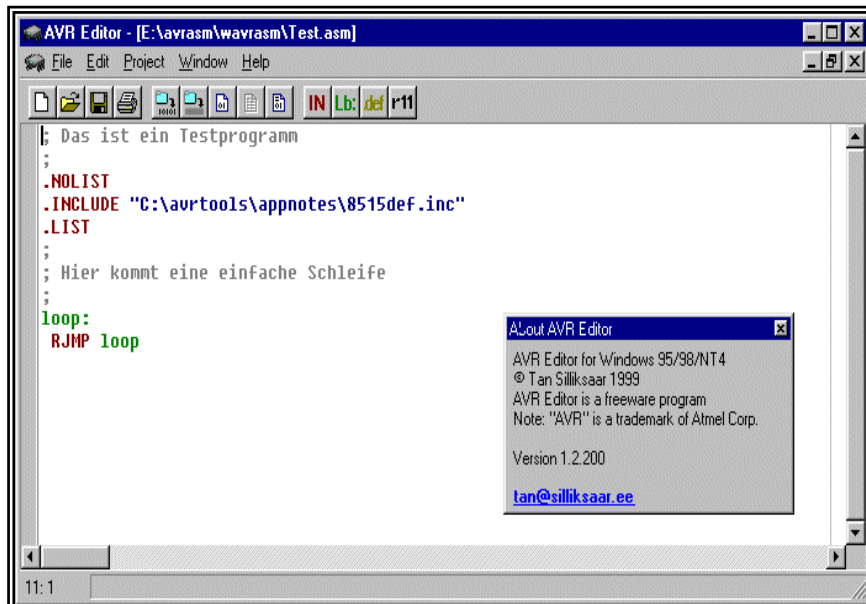 AVR Editor - [E:\avrasm\wavrasm\Test.asm]
File Edit Project Window Help
IN Lb: .def r11
; Das ist ein Testprogramm
;
.NOLIST
.INCLUDE "C:\avrtools\appnotes\8515def.inc"
.LIST
;
; Hier kommt eine einfache Schleife
;
loop:
RJMP loop
About AVR Editor
AVR Editor for Windows 95/98/NT4
© Tan Silliksaar 1999
AVR Editor is a freeware program
Note: "AVR" is a trademark of Atmel Corp.
Version 1.2.200
tan@silliksaar.ee
11: 1